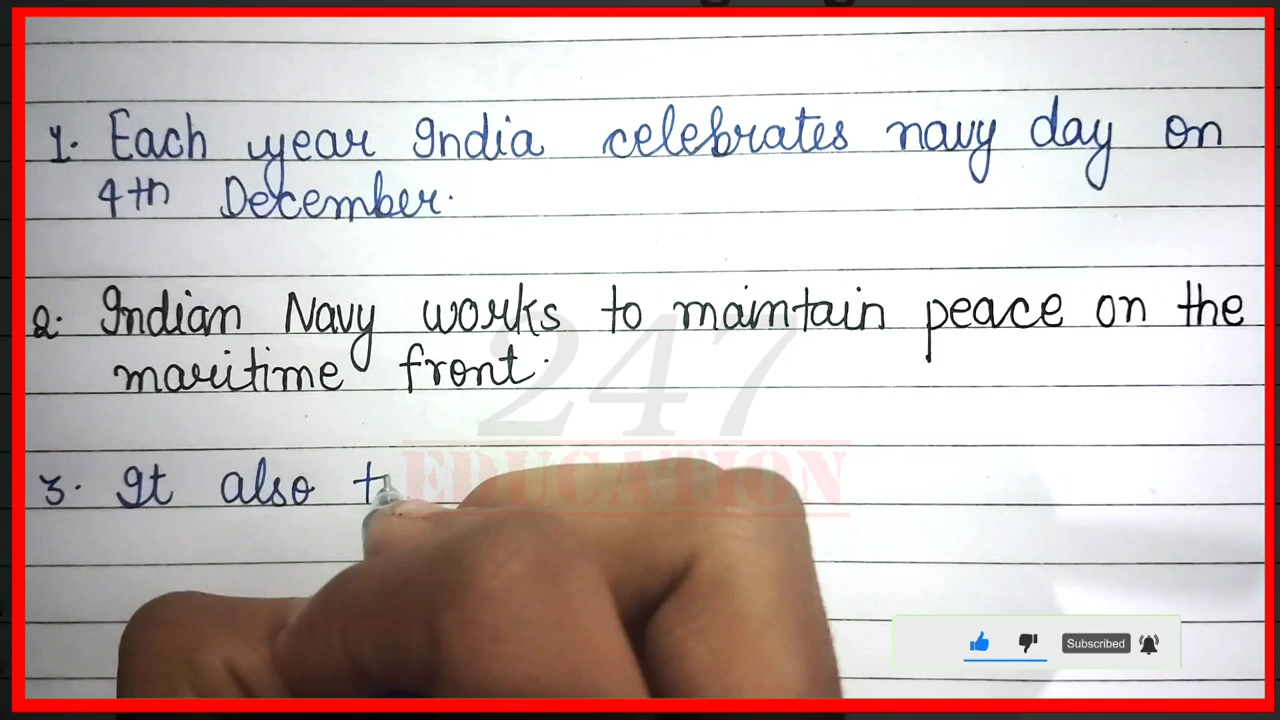 1. Each year India celebrates navy day on
4th December.
2. Indian Navy works to maintain peace on the
maritime front.
247
EDUCATION
3. It also t
Subscribed